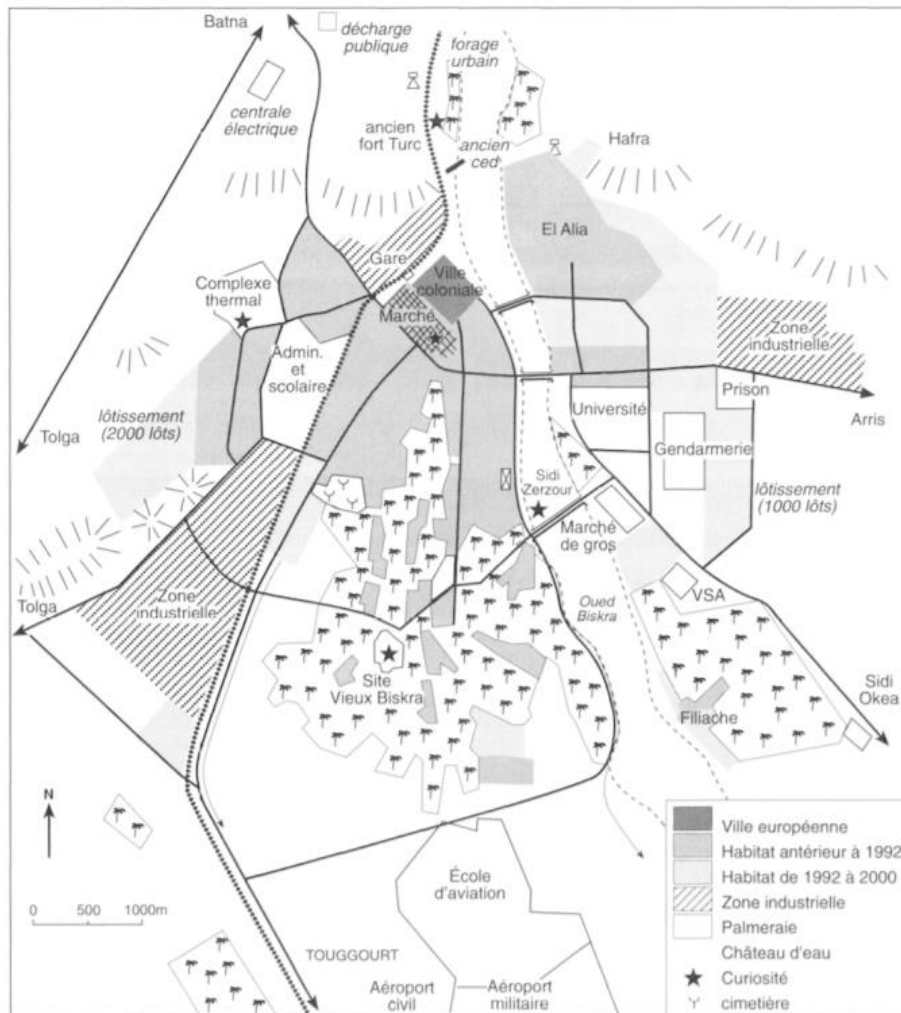 Batna
décharge
publique
forage
urbain
centrale
électrique
ancien
fort Turc
ancien
ced
Hafra
El Alia
Gare
Ville
coloniale
Complexe
thermal
Marché
Zone
industrielle
Admin.
et
scolaire
Prison
Université
Arris
lôtissement
(2000 lôts)
Tolga
Gendarmerie
Sidi
Zerzour
lôtissement
(1000 lôts)
Marché
de gros
Tolga
Zone
industrielle
VSA
Oued
Biskra
Site
Vieux Biskra
Sidi
Okea
Filiache
N
0 500 1000m
École
d'aviation
TOUGGOURT
Aéroport
civil
Aéroport
militaire
Ville européenne
Habitat antérieur à 1992
Habitat de 1992 à 2000
Zone industrielle
Palmeraie
Château d'eau
Curiosité
cimetière